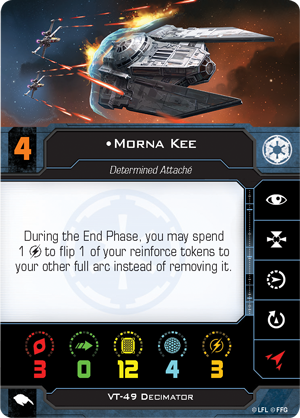 4
•Morna Kee
Determined Attaché
During the End Phase, you may spend
1 to flip 1 of your reinforce tokens to
your other full arc instead of removing it.
3 0 12 4 3
VT-49 Decimator
©LFL ©FFG